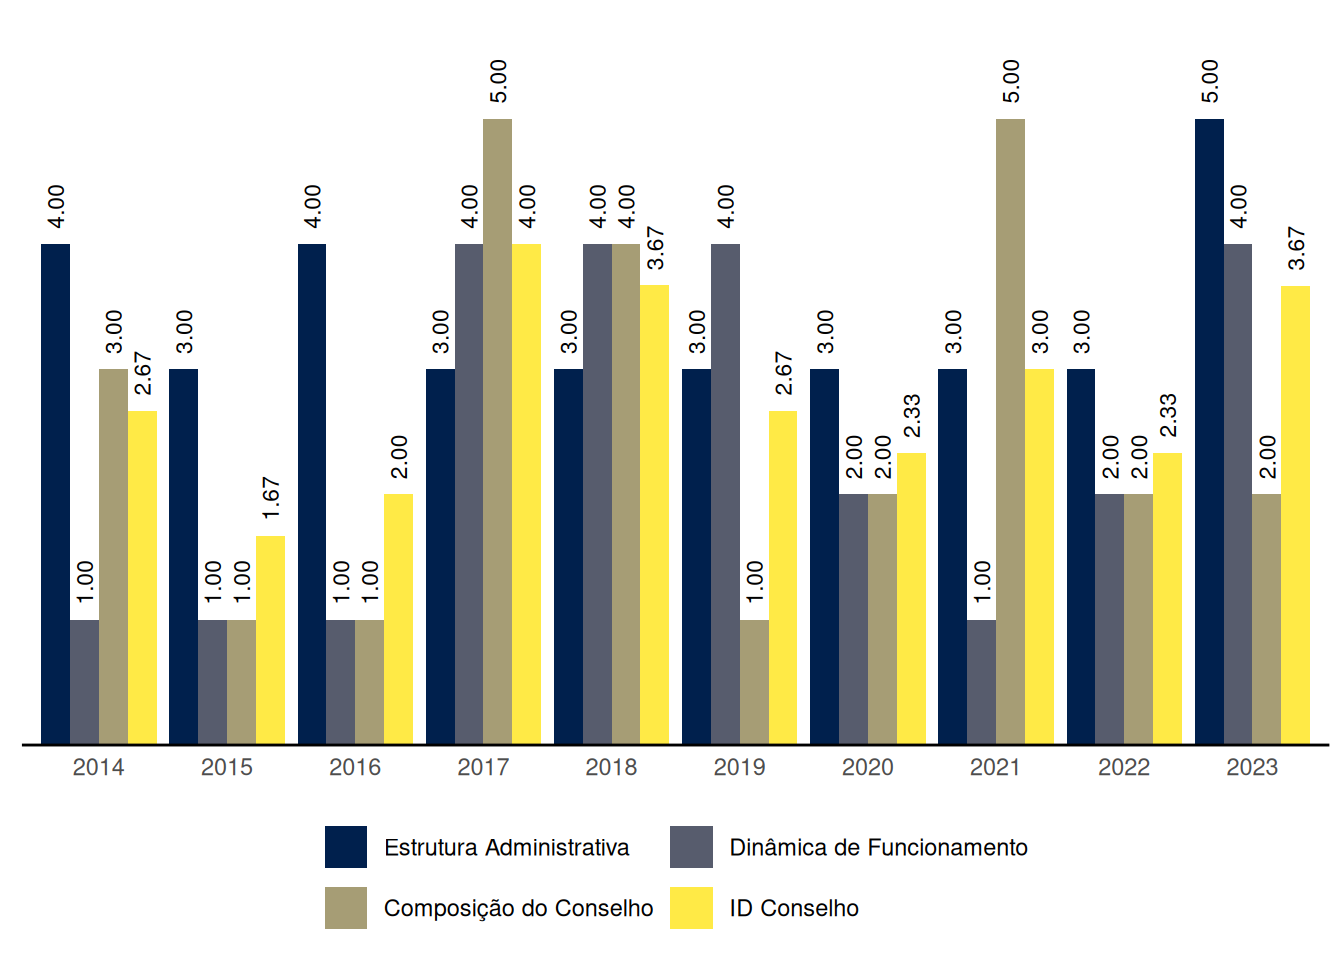 5.00 5.00 5.00
4.00 4.00 4.00 4.00 4.00 4.00 4.00 4.00
3.67 3.67
3.00 3.00 3.00 3.00 3.00 3.00 3.00 3.00 3.00
2.67 2.67
2.33 2.33
2.00 2.00 2.00 2.00 2.00 2.00
1.67
1.00 1.00 1.00 1.00 1.00 1.00 1.00
2014 2015 2016 2017 2018 2019 2020 2021 2022 2023
Estrutura Administrativa Dinâmica de Funcionamento
Composição do Conselho ID Conselho